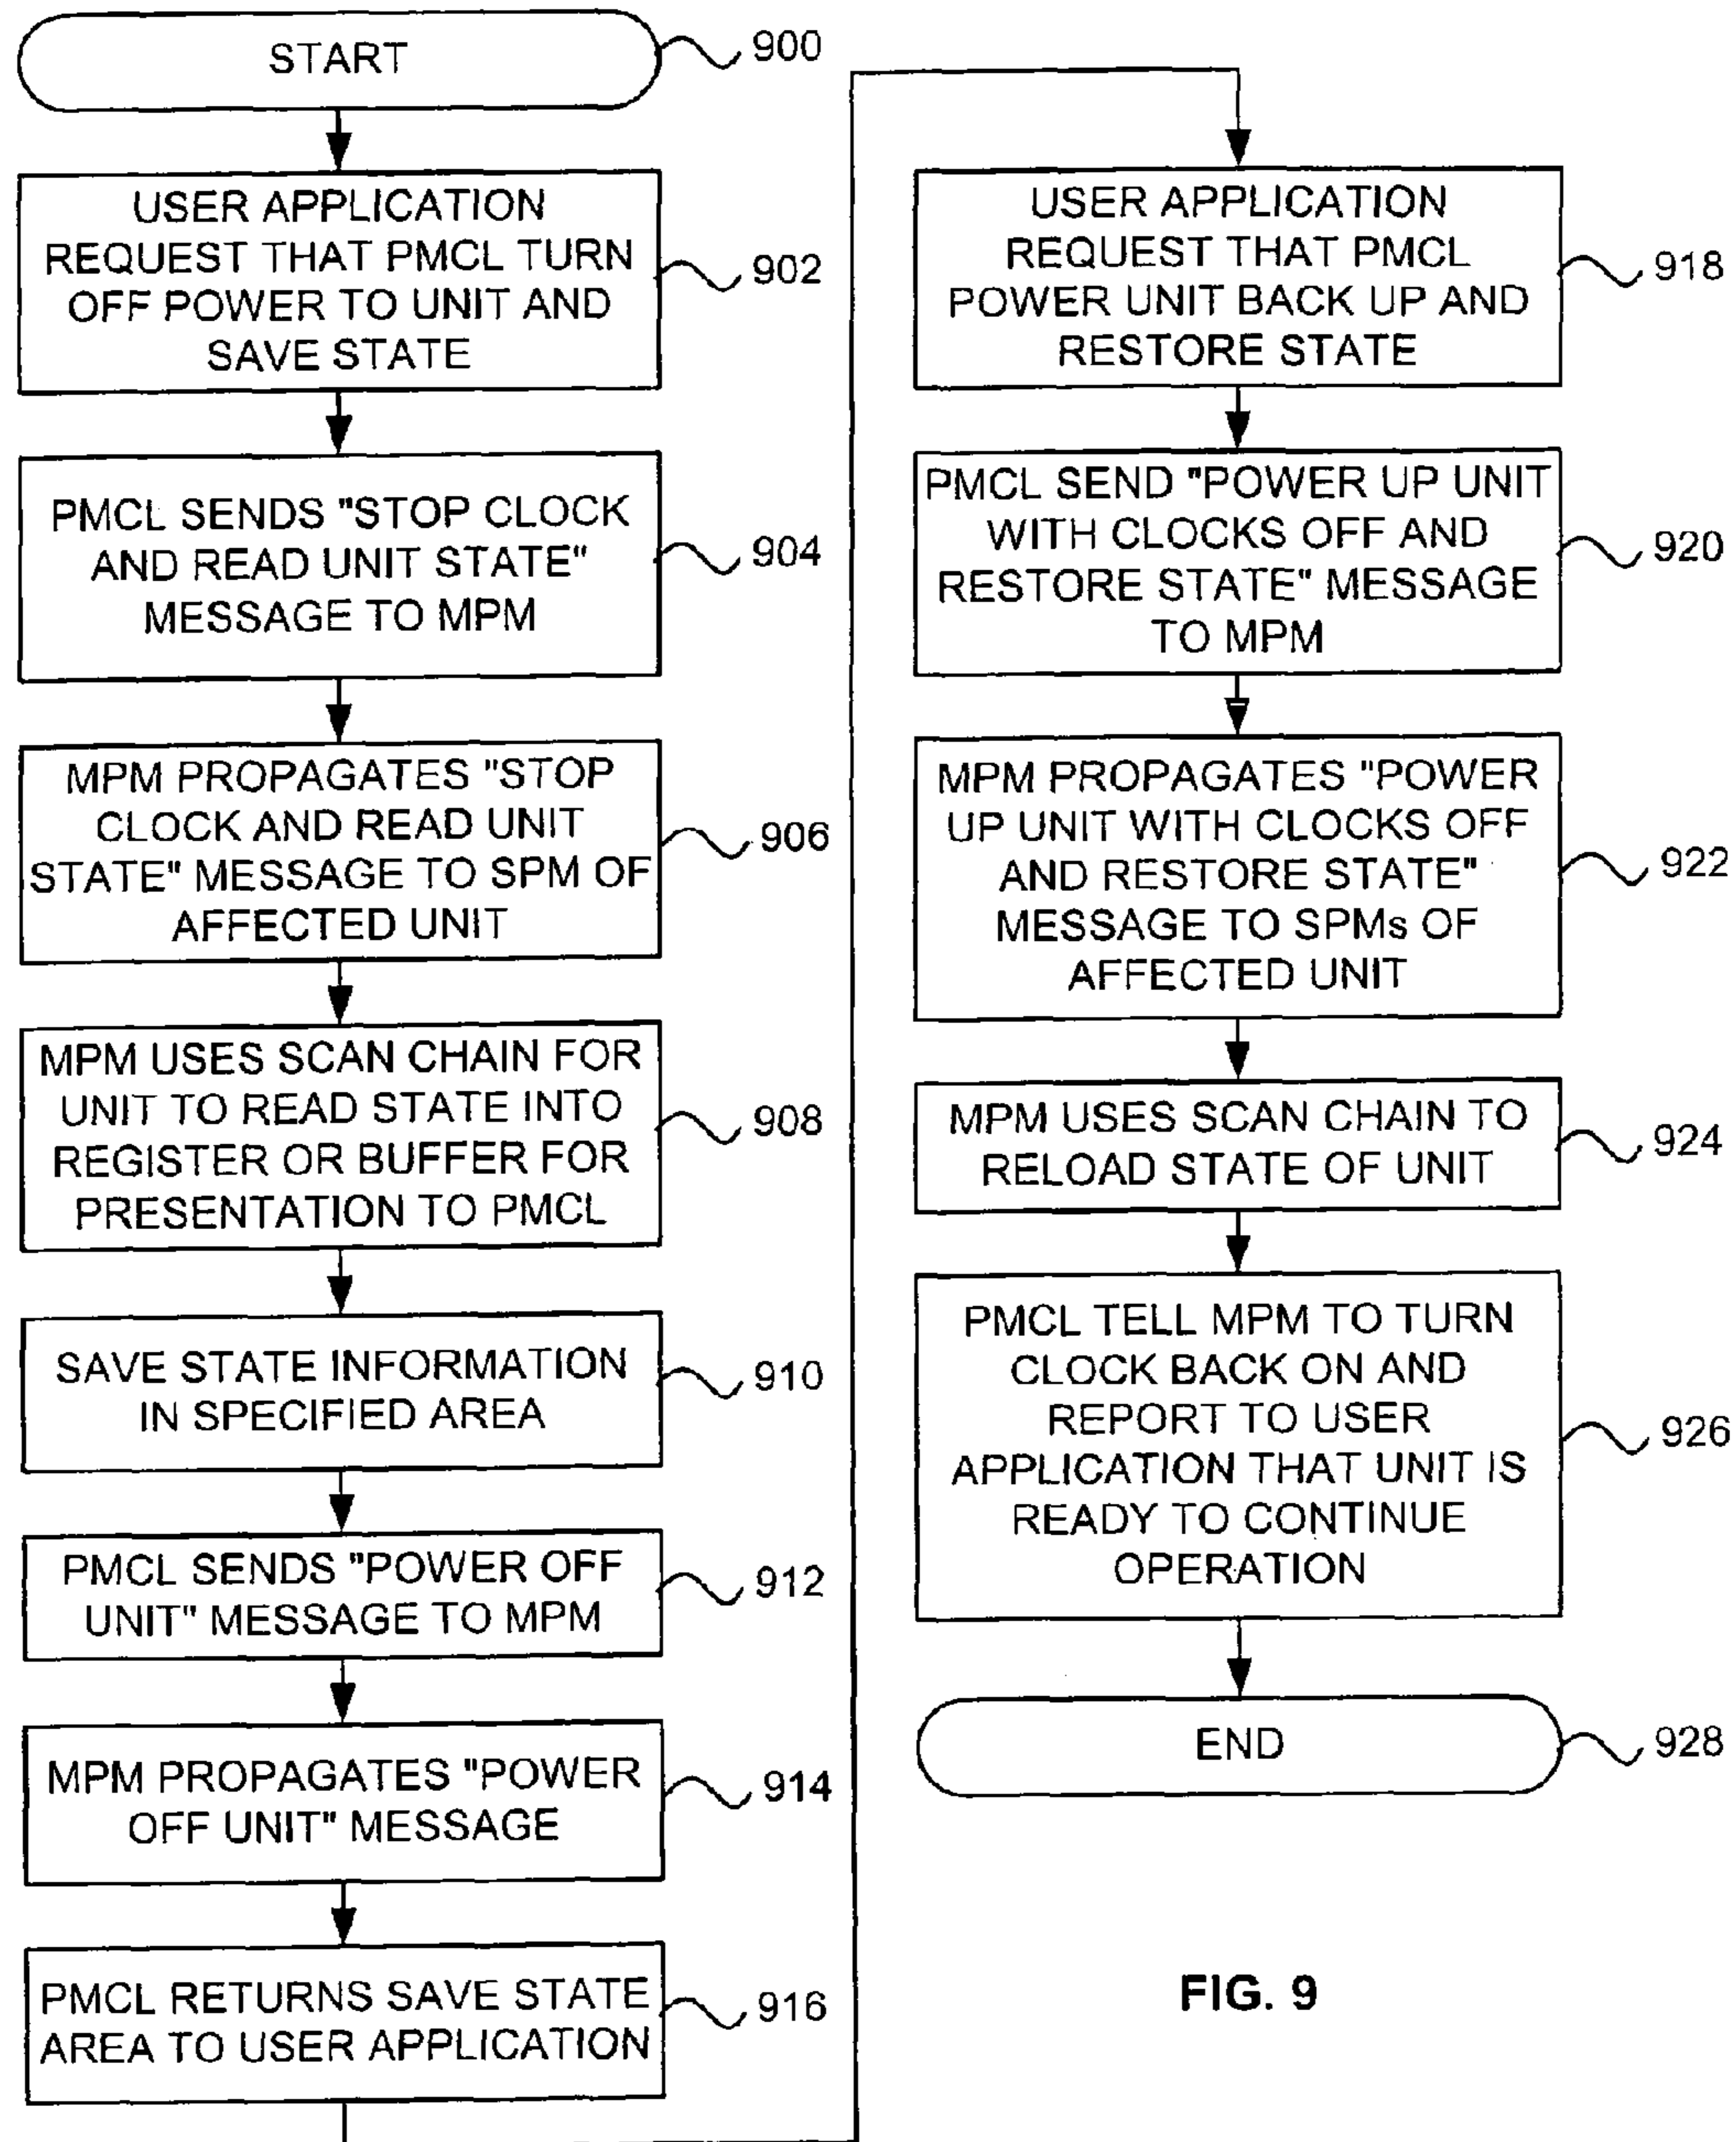 START
900
USER APPLICATION
REQUEST THAT PMCL TURN
OFF POWER TO UNIT AND
SAVE STATE
902
PMCL SENDS "STOP CLOCK
AND READ UNIT STATE"
MESSAGE TO MPM
904
MPM PROPAGATES "STOP
CLOCK AND READ UNIT
STATE" MESSAGE TO SPM OF
AFFECTED UNIT
906
MPM USES SCAN CHAIN FOR
UNIT TO READ STATE INTO
REGISTER OR BUFFER FOR
PRESENTATION TO PMCL
908
SAVE STATE INFORMATION
IN SPECIFIED AREA
910
PMCL SENDS "POWER OFF
UNIT" MESSAGE TO MPM
912
MPM PROPAGATES "POWER
OFF UNIT" MESSAGE
914
PMCL RETURNS SAVE STATE
AREA TO USER APPLICATION
916
USER APPLICATION
REQUEST THAT PMCL
POWER UNIT BACK UP AND
RESTORE STATE
918
PMCL SEND "POWER UP UNIT
WITH CLOCKS OFF AND
RESTORE STATE" MESSAGE
TO MPM
920
MPM PROPAGATES "POWER
UP UNIT WITH CLOCKS OFF
AND RESTORE STATE"
MESSAGE TO SPMs OF
AFFECTED UNIT
922
MPM USES SCAN CHAIN TO
RELOAD STATE OF UNIT
924
PMCL TELL MPM TO TURN
CLOCK BACK ON AND
REPORT TO USER
APPLICATION THAT UNIT IS
READY TO CONTINUE
OPERATION
926
END
928
FIG. 9